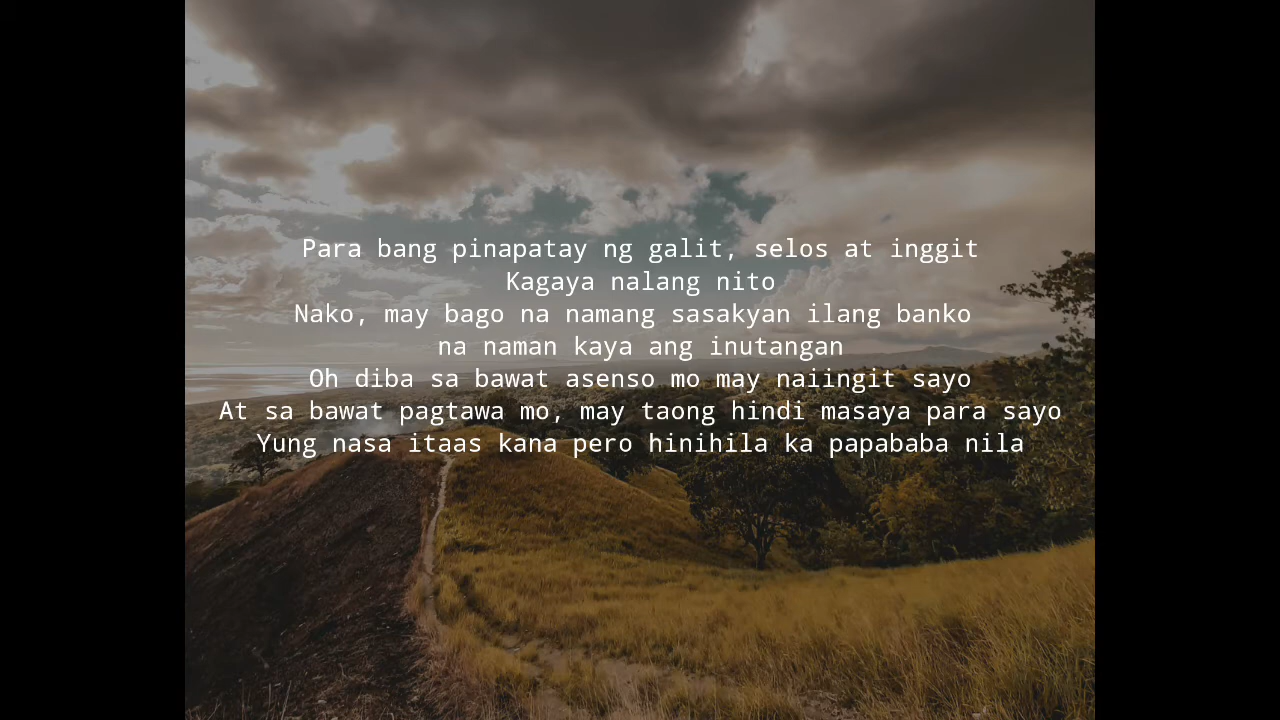 Para bang pinapatay ng galit, selos at inggit
Kagaya nalang nito
Nako, may bago na namang sasakyan ilang banko
na naman kaya ang inutangan
Oh diba sa bawat asenso mo may naiingit sayo
At sa bawat pagtawa mo, may taong hindi masaya para sayo
Yung nasa itaas kana pero hinihila ka papababa nila